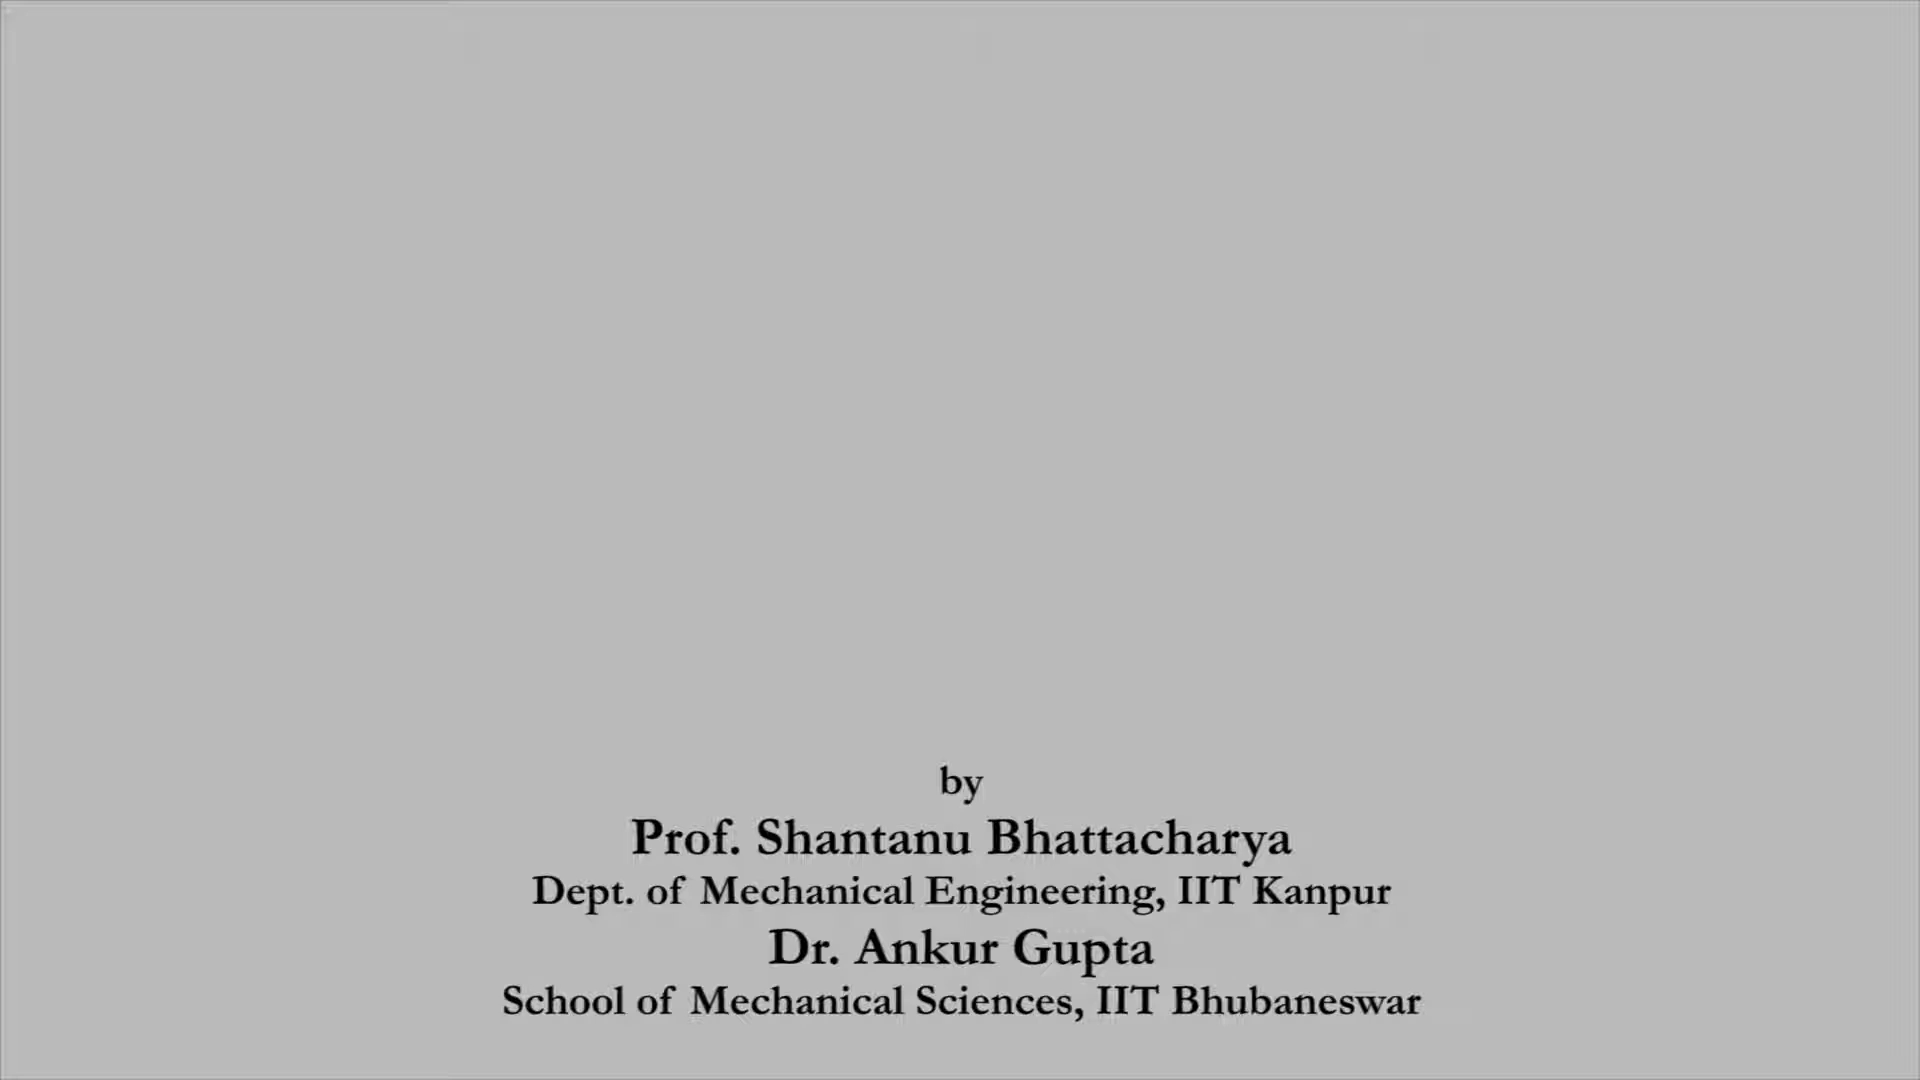 by
Prof. Shantanu Bhattacharya
Dept. of Mechanical Engineering, IIT Kanpur
Dr. Ankur Gupta
School of Mechanical Sciences, IIT Bhubaneswar